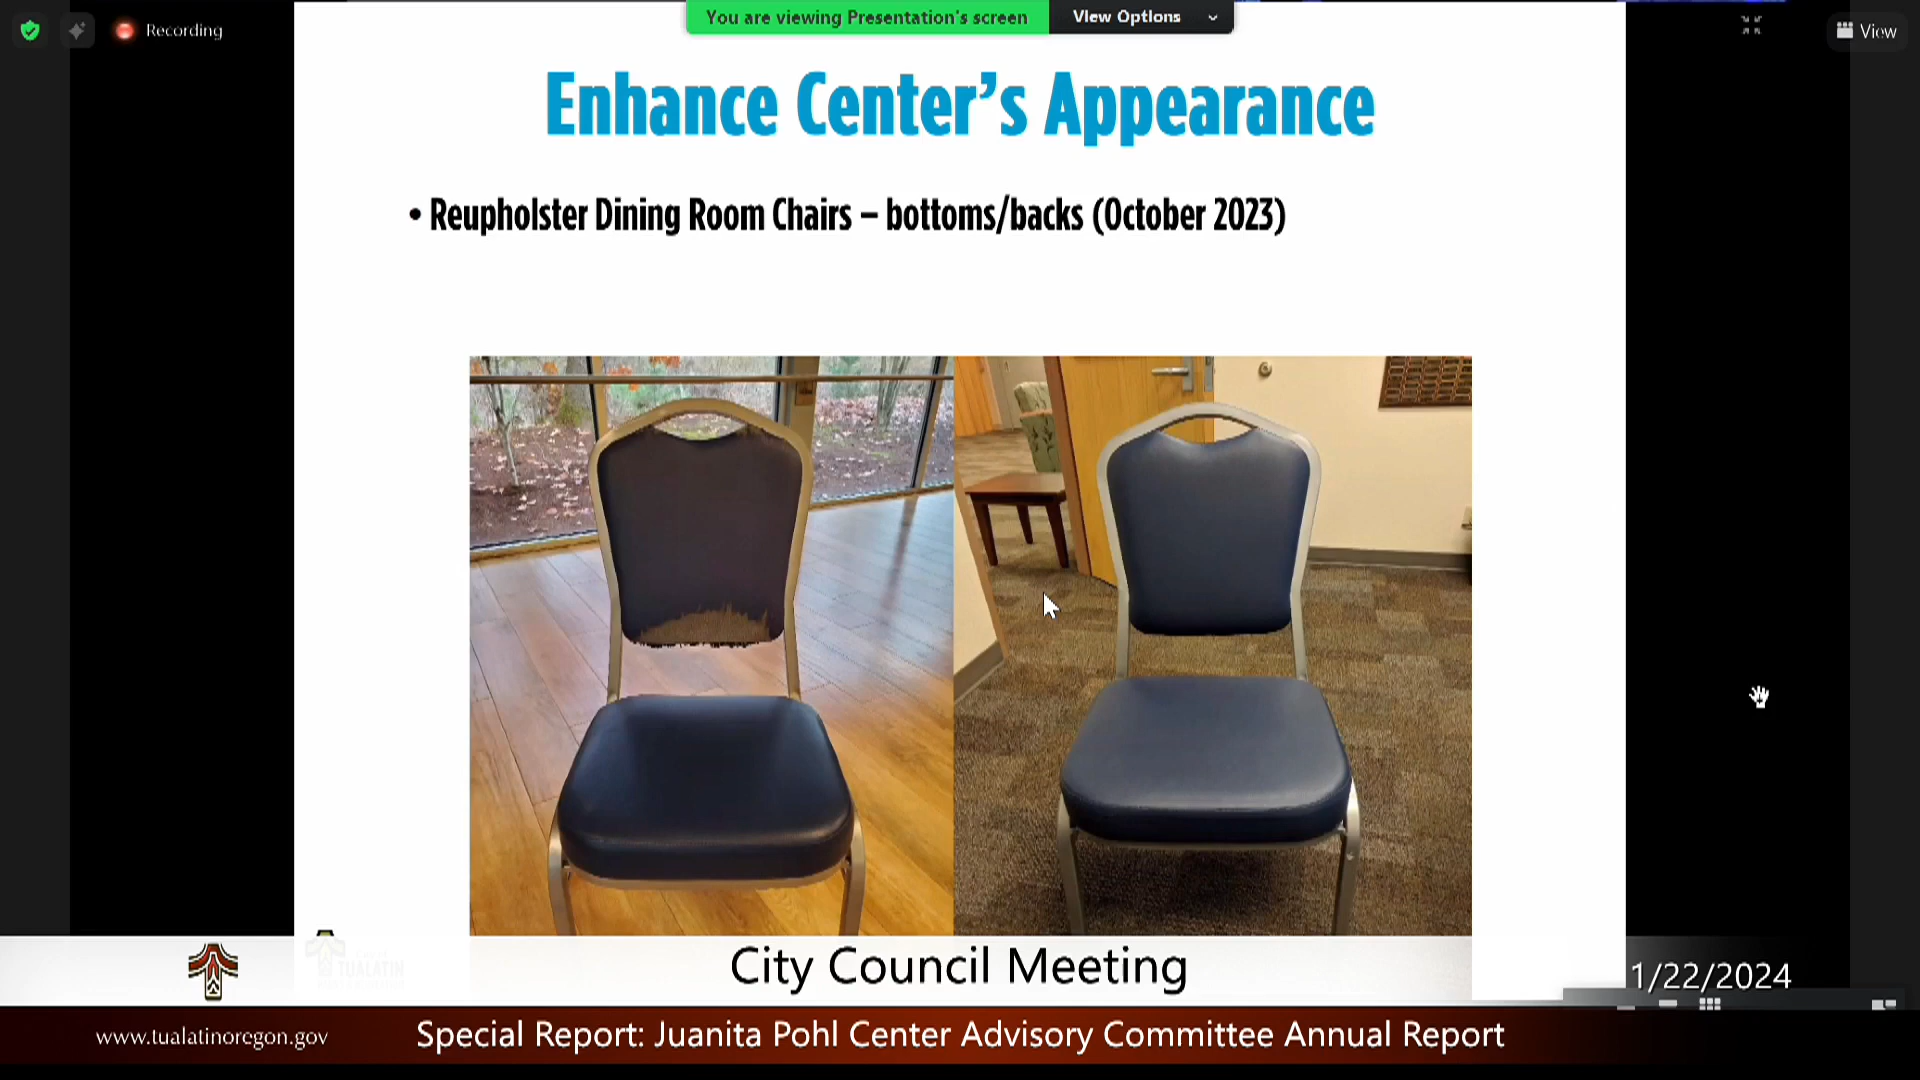 Recording
You are viewing Presentation's screen
View Options
View
Enhance Center's Appearance
• Reupholster Dining Room Chairs – bottoms/backs (October 2023)
TUALATIN
City Council Meeting
1/22/2024
www.tualatinoregon.gov
Special Report: Juanita Pohl Center Advisory Committee Annual Report